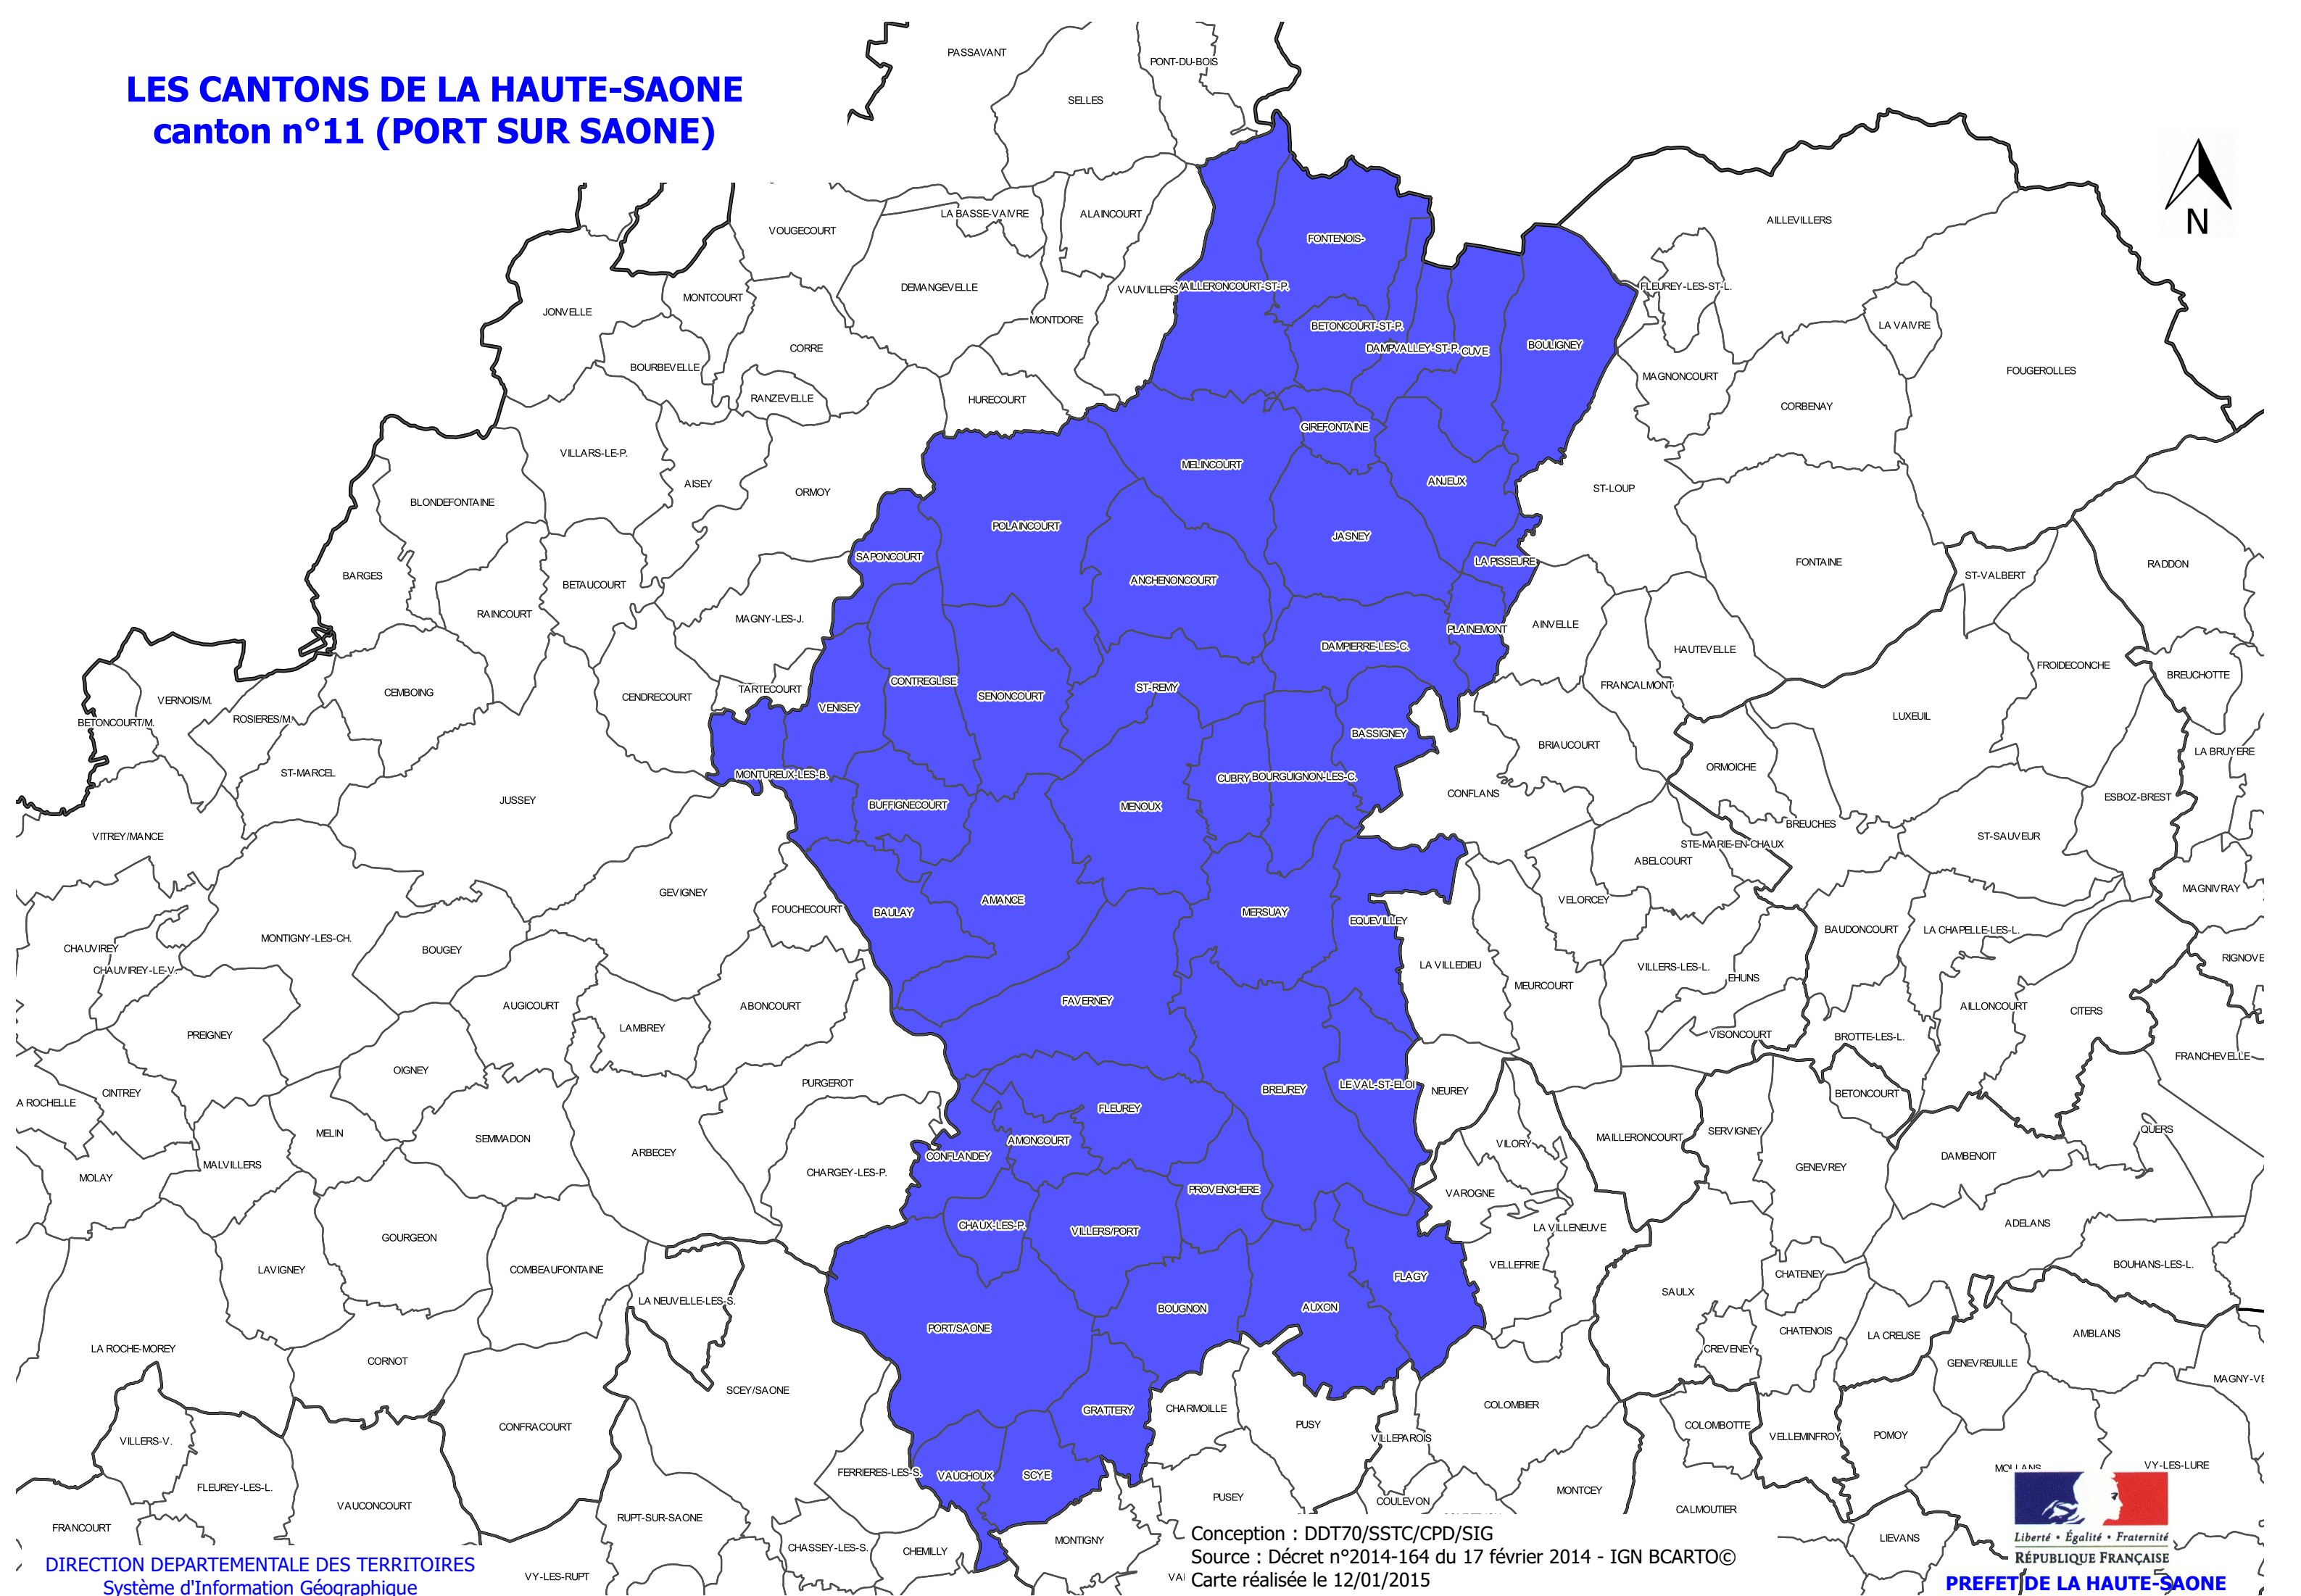 LES CANTONS DE LA HAUTE-SAONE
canton n°11 (PORT SUR SAONE)
N
PASSAVANT
PONT-DU-BOIS
SELLES
LA BASSE-VAIVRE
ALAINCOURT
VOUGECOURT
AILLEVILLERS
FONTENOIS-
DEMANGEVELLE
VAUVILLERS
MAILLERONCOURT-ST-P.
FLEUREY-LES-ST-L.
MONTCOURT
JONVELLE
MONTDORE
BETONCOURT-ST-P.
LA VAIVRE
CORRE
DAMPVALLEY-ST-P.
CUVE
BOULIGNEY
BOURBEVELLE
FOUGEROLLES
MAGNONCOURT
RANZEVELLE
HURECOURT
CORBENAY
GIREFONTAINE
VILLARS-LE-P.
MELINCOURT
AISEY
ANJEUX
ST-LOUP
ORMOY
BLONDEFONTAINE
POLAINCOURT
JASNEY
SAPONCOURT
LA PISSEURE
FONTAINE
RADDON
BARGES
BETAUCOURT
ANCHENONCOURT
ST-VALBERT
RAINCOURT
MAGNY-LES-J.
PLAINEMONT
AINVELLE
DAMPIERRE-LES-C.
HAUTEVELLE
FROIDECONCHE
BREUCHOTTE
CONTREGLISE
FRANCALMONT
CEMBOING
TARTECOURT
ST-REMY
CENDRECOURT
SENONCOURT
VERNOIS/M.
VENISEY
LUXEUIL
BETONCOURT/M.
ROSIERES/M.
BASSIGNEY
BRIAUCOURT
LA BRUYERE
ORMOICHE
ST-MARCEL
MONTUREUX-LES-B.
CUBRY
BOURGUIGNON-LES-C.
CONFLANS
ESBOZ-BREST
JUSSEY
BUFFIGNECOURT
MENOUX
BREUCHES
VITREY/MANCE
ST-SAUVEUR
STE-MARIE-EN-CHAUX
ABELCOURT
GEVIGNEY
MAGNIVRAY
AMANCE
VELORCEY
FOUCHECOURT
BAULAY
MERSUAY
EQUEVILLEY
BAUDONCOURT
LA CHAPELLE-LES-L.
MONTIGNY-LES-CH.
CHAUVIREY
BOUGEY
RIGNOVE
LA VILLEDIEU
VILLERS-LES-L.
CHAUVIREY-LE-V.
EHUNS
MEURCOURT
FAVERNEY
AUGICOURT
ABONCOURT
AILLONCOURT
CITERS
LAMBREY
PREIGNEY
VISONCOURT
BROTTE-LES-L.
FRANCHEVELLE
OIGNEY
PURGEROT
LE VAL-ST-ELOI
BREUREY
NEUREY
CINTREY
BETONCOURT
A ROCHELLE
FLEUREY
QUERS
MELIN
SERVIGNEY
MAILLERONCOURT
SEMMADON
AMONCOURT
VILORY
ARBECEY
CONFLANDEY
DAMBENOIT
MALVILLERS
GENEVREY
CHARGEY-LES-P.
MOLAY
PROVENCHERE
VAROGNE
CHAUX-LES-P.
VILLERS/PORT
LA VILLENEUVE
ADELANS
GOURGEON
VELLEFRIE
BOUHANS-LES-L.
LAVIGNEY
COMBEAUFONTAINE
CHATENEY
FLAGY
SAULX
LA NEUVELLE-LES-S.
BOUGNON
AUXON
PORT/SAONE
CHATENOIS
LA CREUSE
AMBLANS
LA ROCHE-MOREY
CREVENEY
CORNOT
GENEVREUILLE
MAGNY-VE
SCEY/SAONE
COLOMBIER
GRATTERY
CHARMOILLE
CONFRACOURT
PUSY
COLOMBOTTE
VELLEMINFROY
POMOY
VILLERS-V.
VILLEPAROIS
VY-LES-LURE
FERRIERES-LES-S.
VAUCHOUX
SCYE
FLEUREY-LES-L.
MONTCEY
PUSEY
COULEVON
VAUCONCOURT
CALMOUTIER
RUPT-SUR-SAONE
FRANCOURT
LIEVANS
MONTIGNY
CHASSEY-LES-S.
CHEMILLY
VY-LES-RUPT
Conception : DDT70/SSTC/CPD/SIG
Source : Décret n°2014-164 du 17 février 2014 - IGN BCARTO©
Carte réalisée le 12/01/2015
DIRECTION DEPARTEMENTALE DES TERRITOIRES
Système d'Information Géographique
Liberté • Égalité • Fraternité
RÉPUBLIQUE FRANÇAISE
PREFET DE LA HAUTE-SAONE